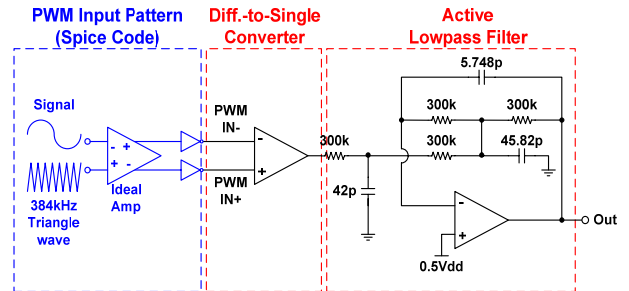 PWM Input Pattern
(Spice Code)
Diff.-to-Single
Converter
Active
Lowpass Filter
Signal
384kHz
Triangle
wave
- +
+ -
Ideal
Amp
PWM
IN-
PWM
IN+
-
+
300k
42p
5.748p
300k
300k
300k
45.82p
-
+
0.5Vdd
Out